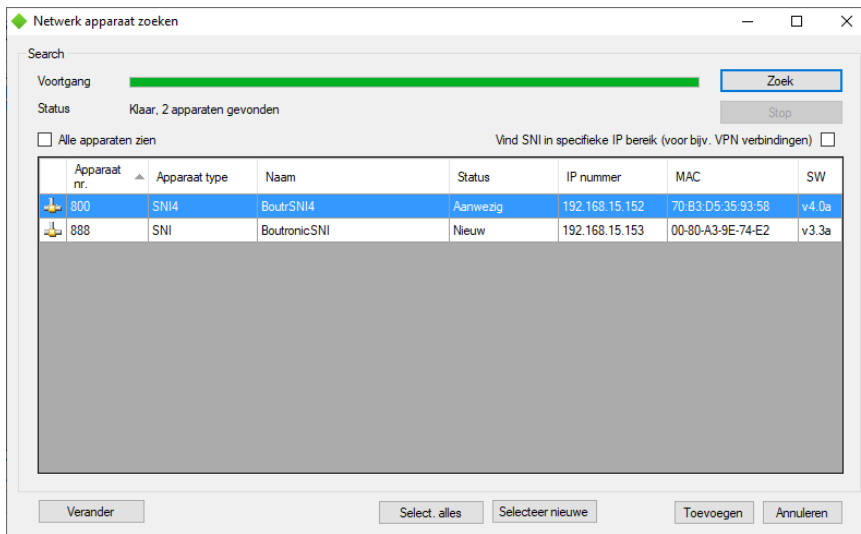 Netwerk apparaat zoeken
Search
Voortgang
Zoek
Status Klaar, 2 apparaten gevonden
Stop
Alle apparaten zien
Vind SNI in specifieke IP bereik (voor bijv. VPN verbindingen)
Apparaat nr. Apparaat type Naam Status IP nummer MAC SW
800 SNI4 BoutrSNI4 Aanwezig 192.168.15.152 70:B3:D5:35:93:58 v4.0a
888 SNI BoutronicSNI Nieuw 192.168.15.153 00-80-A3-9E-74-E2 v3.3a
Verander Select. alles Selecteer nieuwe Toevoegen Annuleren